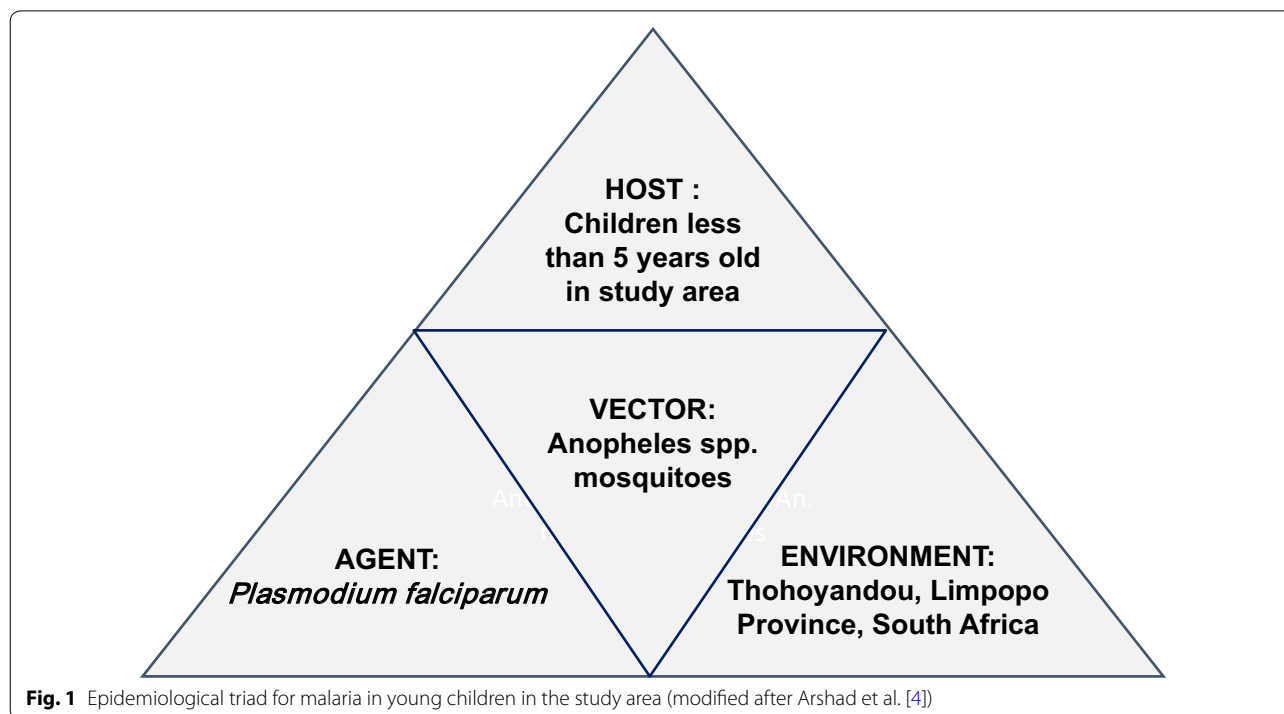 HOST :
Children less
than 5 years old
in study area
VECTOR:
Anopheles spp.
mosquitoes
An.
AGENT:
Plasmodium falciparum
ENVIRONMENT:
Thohoyandou, Limpopo
Province, South Africa
Fig. 1 Epidemiological triad for malaria in young children in the study area (modified after Arshad et al. [4])